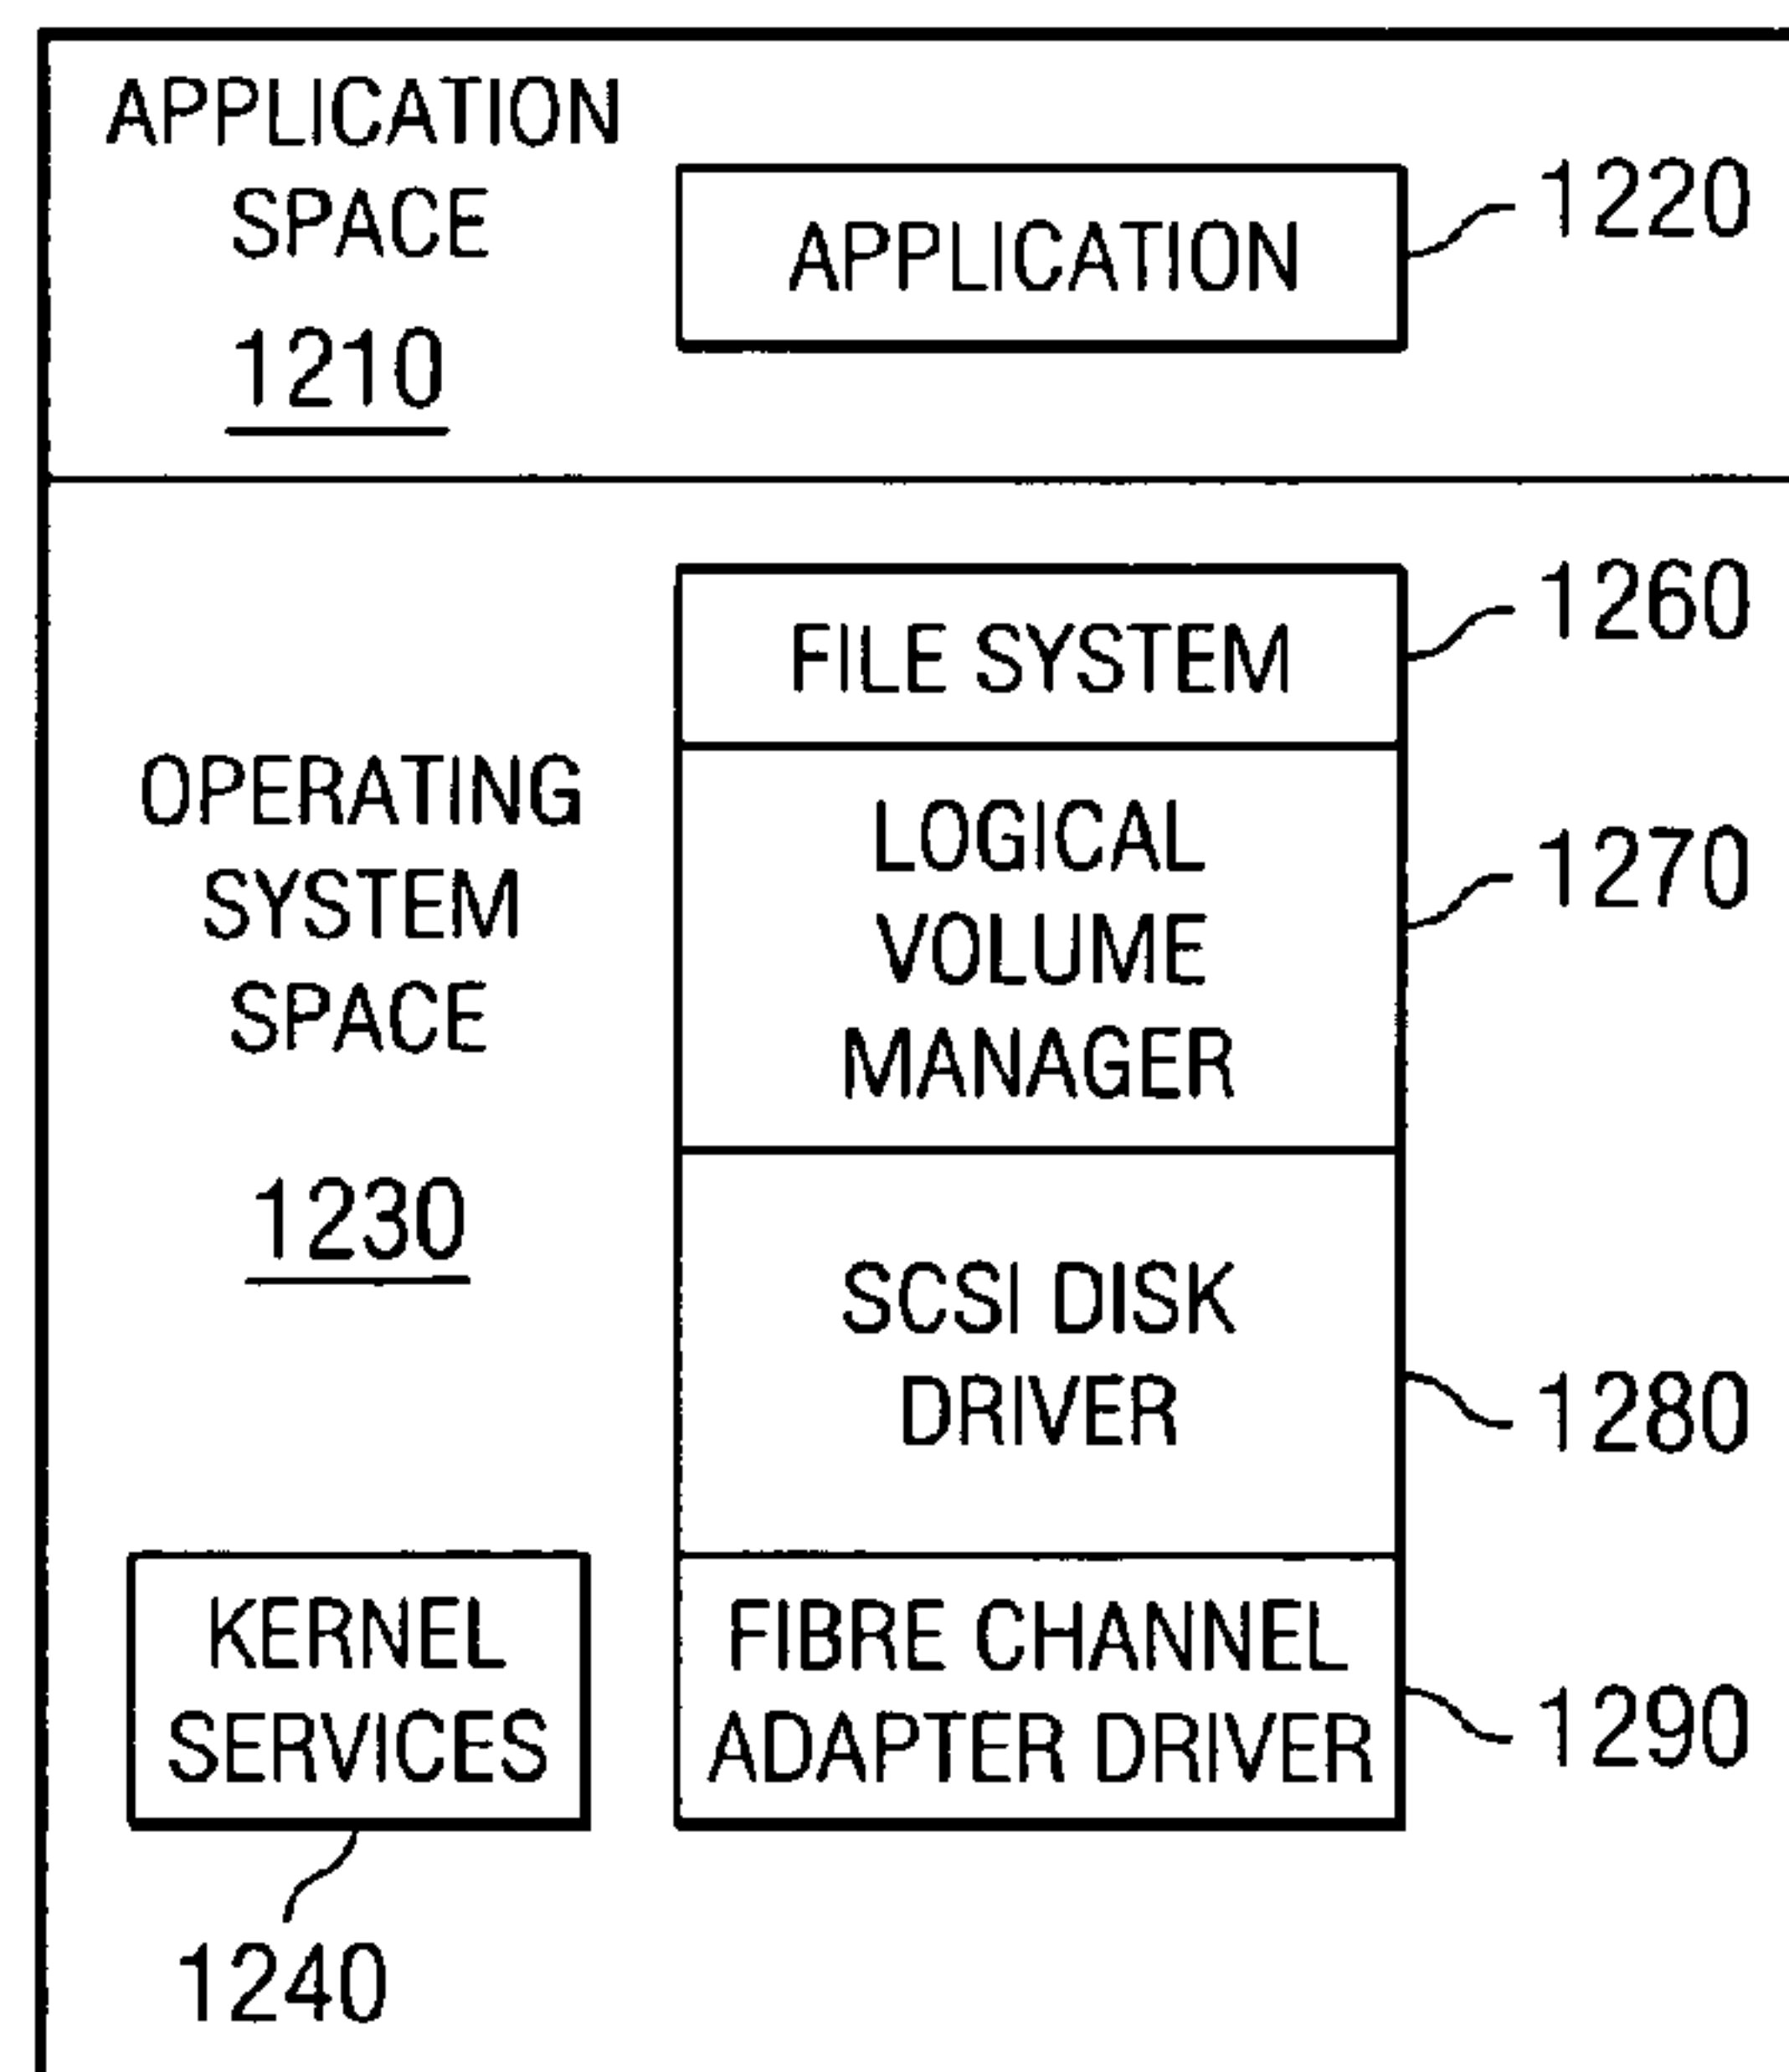 APPLICATION
SPACE
1210
APPLICATION
1220
OPERATING
SYSTEM
SPACE
1230
FILE SYSTEM
1260
LOGICAL
VOLUME
MANAGER
1270
SCSI DISK
DRIVER
1280
KERNEL
SERVICES
1240
FIBRE CHANNEL
ADAPTER DRIVER
1290